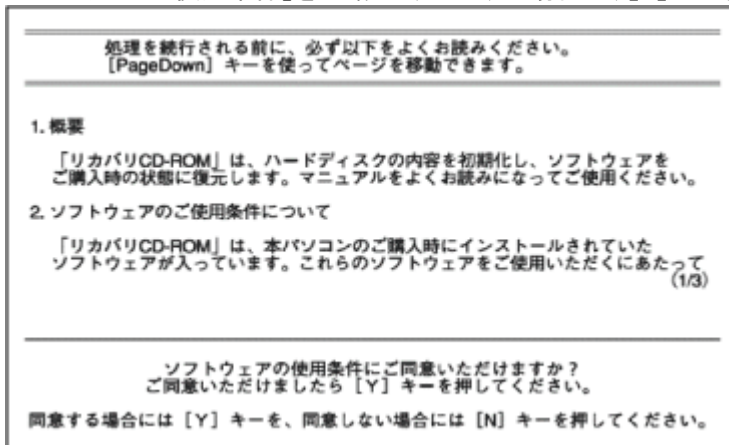 処理を続行される前に、必ず以下をよくお読みください。
[PageDown] キーを使ってページを移動できます。
1. 概要
「リカバリCD-ROM」は、ハードディスクの内容を初期化し、ソフトウェアを
ご購入時の状態に復元します。マニュアルをよくお読みになってご使用ください。
2. ソフトウェアのご使用条件について
「リカバリCD-ROM」は、本パソコンのご購入時にインストールされていた
ソフトウェアが入っています。これらのソフトウェアをご使用いただくにあたって
(1/3)
ソフトウェアの使用条件にご同意いただけますか？
ご同意いただけましたら [Y] キーを押してください。
同意する場合には [Y] キーを、同意しない場合には [N] キーを押してください。